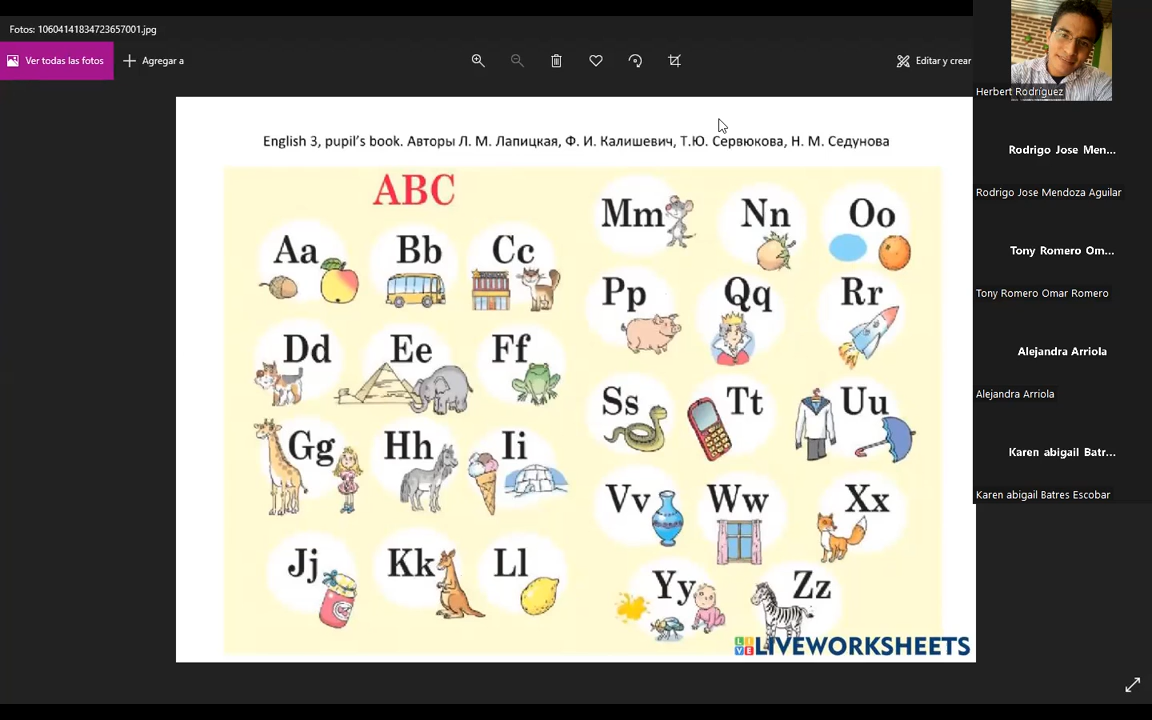 Fotos: 10604141834723657001.jpg
Ver todas las fotos
Agregar a
Editar y crear
English 3, pupil's book. Авторы Л. М. Лапицкая, Ф. И. Калишевич, Т.Ю. Сервюкова, Н. М. Седунова
ABC
Aa Bb Cc
Dd Ee Ff
Gg Hh Ii
Jj Kk Ll
Mm Nn Oo
Pp Qq Rr
Ss Tt Uu
Vv Ww Xx
Yy Zz
LIVEWORKSHEETS
Herbert Rodríguez
Rodrigo Jose Men...
Rodrigo Jose Mendoza Aguilar
Tony Romero Om...
Tony Romero Omar Romero
Alejandra Arriola
Alejandra Arriola
Karen abigail Batr...
Karen abigail Batres Escobar